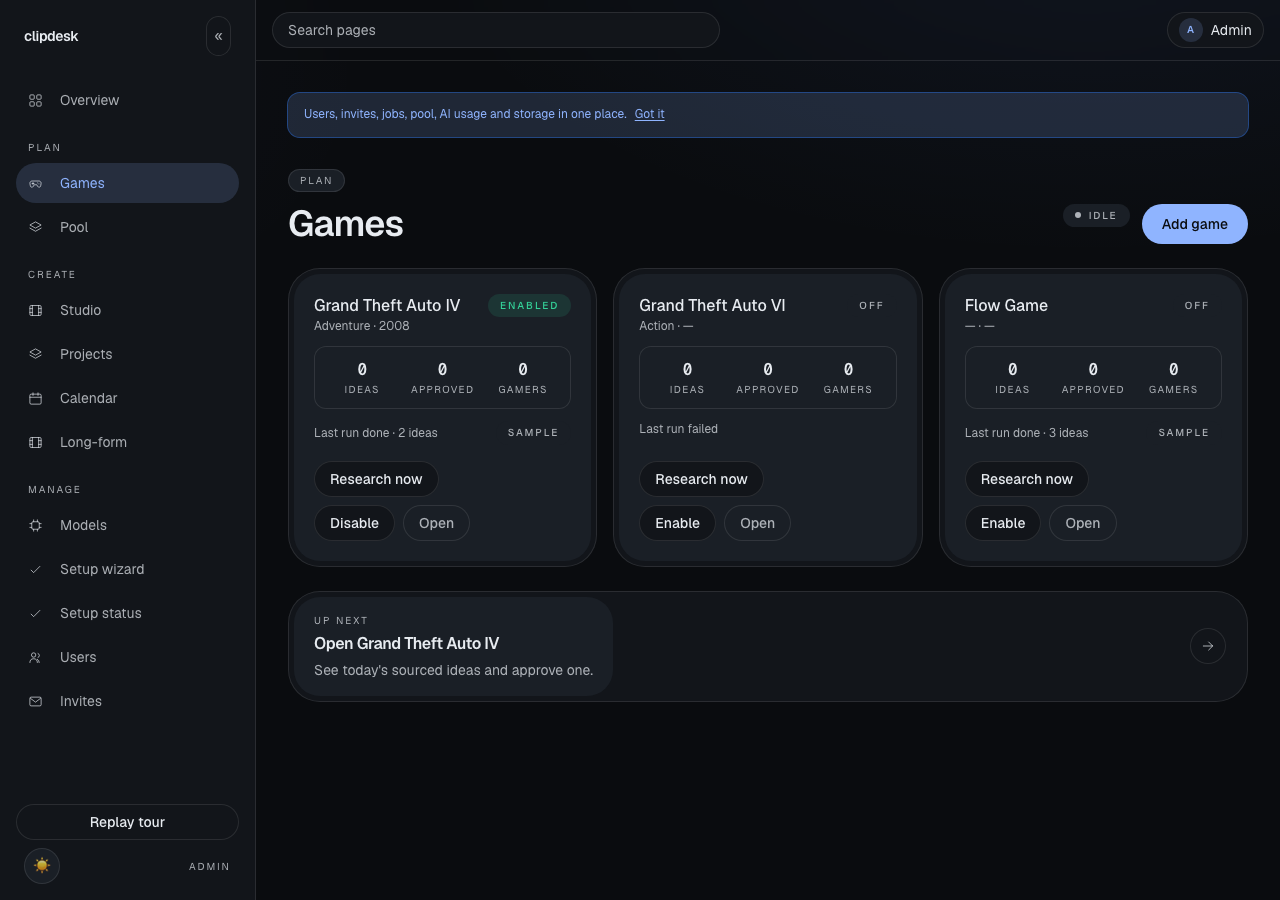 clipdesk
«
Search pages
A
Admin
Overview
PLAN
Games
Pool
CREATE
Studio
Projects
Calendar
Long-form
MANAGE
Models
Setup wizard
Setup status
Users
Invites
Replay tour
ADMIN
Users, invites, jobs, pool, AI usage and storage in one place. Got it
PLAN
Games
IDLE
Add game
Grand Theft Auto IV
ENABLED
Adventure · 2008
0 0 0
IDEAS APPROVED GAMERS
Last run done · 2 ideas
SAMPLE
Research now
Disable
Open
Grand Theft Auto VI
OFF
Action · —
0 0 0
IDEAS APPROVED GAMERS
Last run failed
Research now
Enable
Open
Flow Game
OFF
— · —
0 0 0
IDEAS APPROVED GAMERS
Last run done · 3 ideas
SAMPLE
Research now
Enable
Open
UP NEXT
Open Grand Theft Auto IV
See today's sourced ideas and approve one.